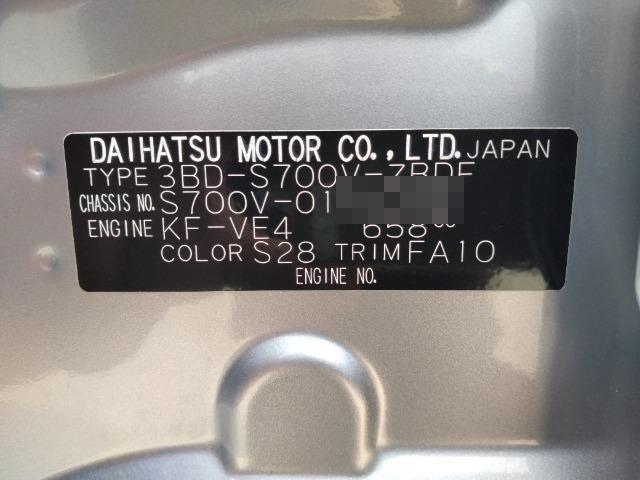 DAIHATSU MOTOR CO.,LTD. JAPAN
TYPE 3BD-S700V-ZBDF
CHASSIS NO. S700V-01
ENGINE KF-VE4 658
COLOR S28 TRIM FA10
ENGINE NO.